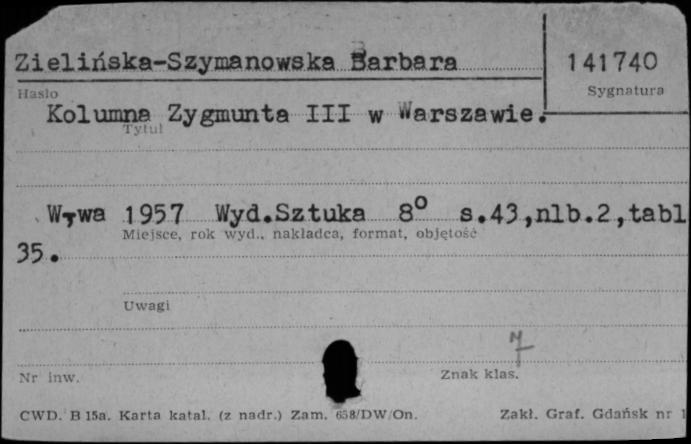 Zielińska-Szymanowska Barbara 141740
Hasło Sygnatura
Kolumna Zygmunta III w Warszawie.
Tytuł
W-wa 1957 Wyd.Sztuka 8° s.43,nlb.2,tabl
Miejsce, rok wyd., nakładca, format, objętość
35.
Uwagi
Nr inw. Znak klas.
CWD. B 15a. Karta katal. (z nadr.) Zam. 658/DW/On. Zakł. Graf. Gdańsk nr 1